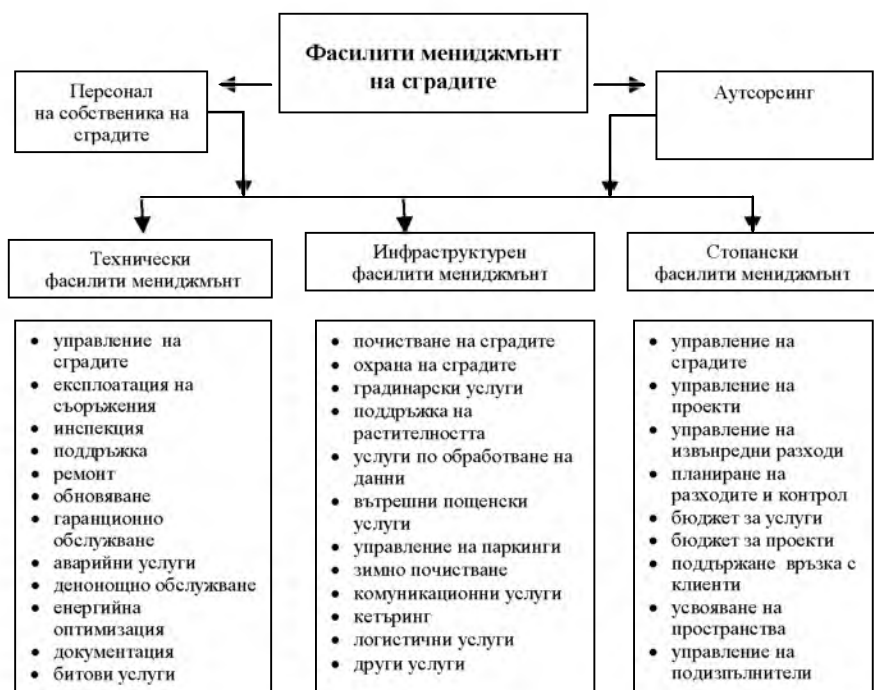 Фасилити мениджмънт
на сградите
Персонал
на собственика на
сградите
Аутсорсинг
Технически
фасилити мениджмънт
Инфраструктурен
фасилити мениджмънт
Стопански
фасилити мениджмънт
• управление на
сградите
• експлоатация на
съоръжения
• инспекция
• поддръжка
• ремонт
• обновяване
• гаранционно
обслужване
• аварийни услуги
• денонощно обслужване
• енергийна
оптимизация
• документация
• битови услуги
• почистване на сградите
• охрана на сградите
• градинарски услуги
• поддръжка на
растителността
• услуги по обработване на
данни
• вътрешни пощенски
услуги
• управление на паркинги
• зимно почистване
• комуникационни услуги
• кетъринг
• логистични услуги
• други услуги
• управление на
сградите
• управление на
проекти
• управление на
извънредни разходи
• планиране на
разходите и контрол
• бюджет за услуги
• бюджет за проекти
• поддържане връзка с
клиенти
• усвояване на
пространства
• управление на
подизпълнители